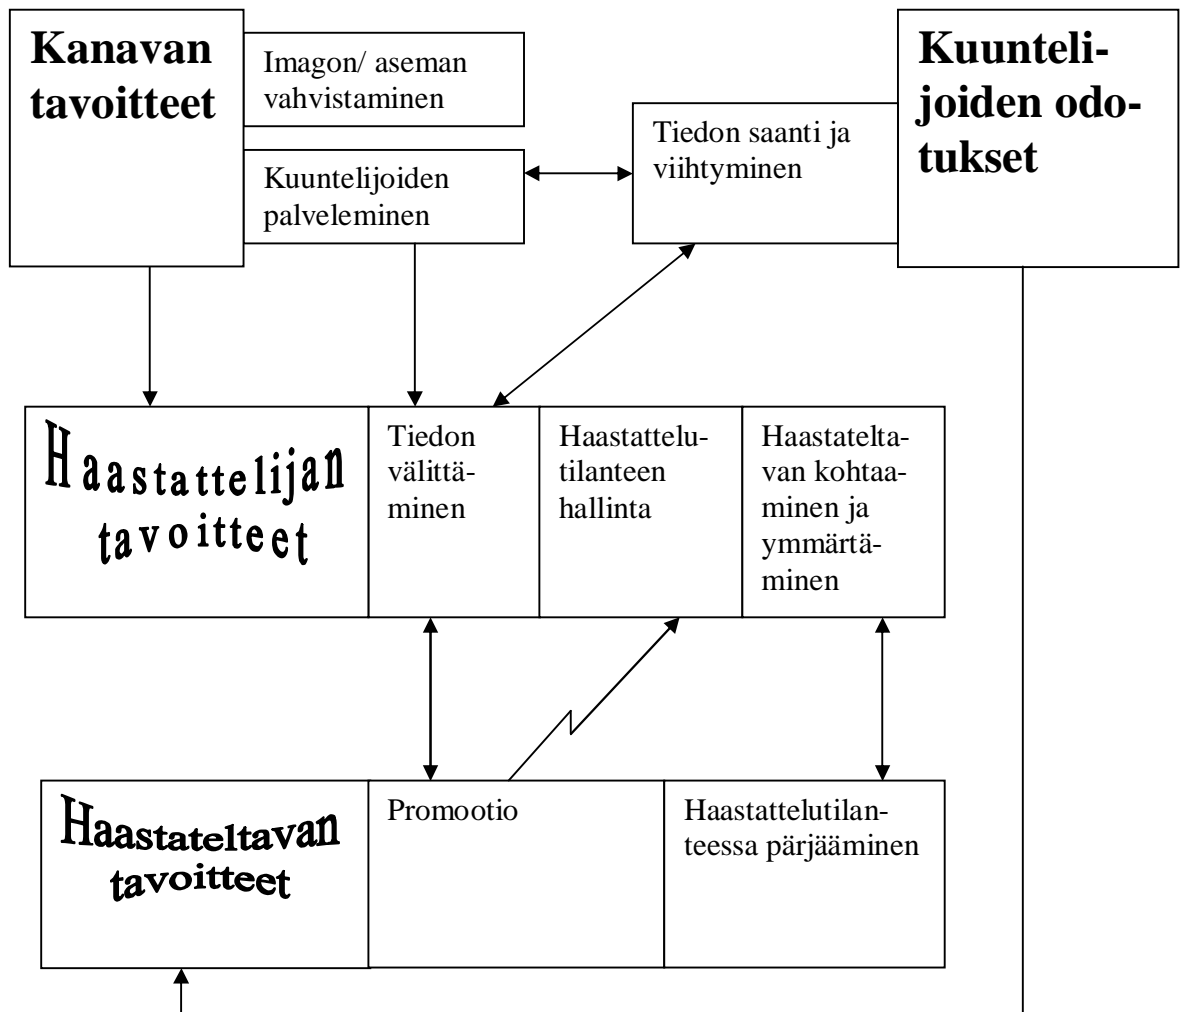 Kanavan
tavoitteet
Imagon/ aseman
vahvistaminen
Kuuntelijoiden
palveleminen
Tiedon saanti ja
viihtyminen
Kuunteli-
joiden odo-
tukset
Haastattelijan
tavoitteet
Tiedon
välittä-
minen
Haastattelu-
tilanteen
hallinta
Haastatelta-
van kohtaa-
minen ja
ymmärtä-
minen
Haastateltavan
tavoitteet
Promootio
Haastattelutilan-
teessa pärjääminen